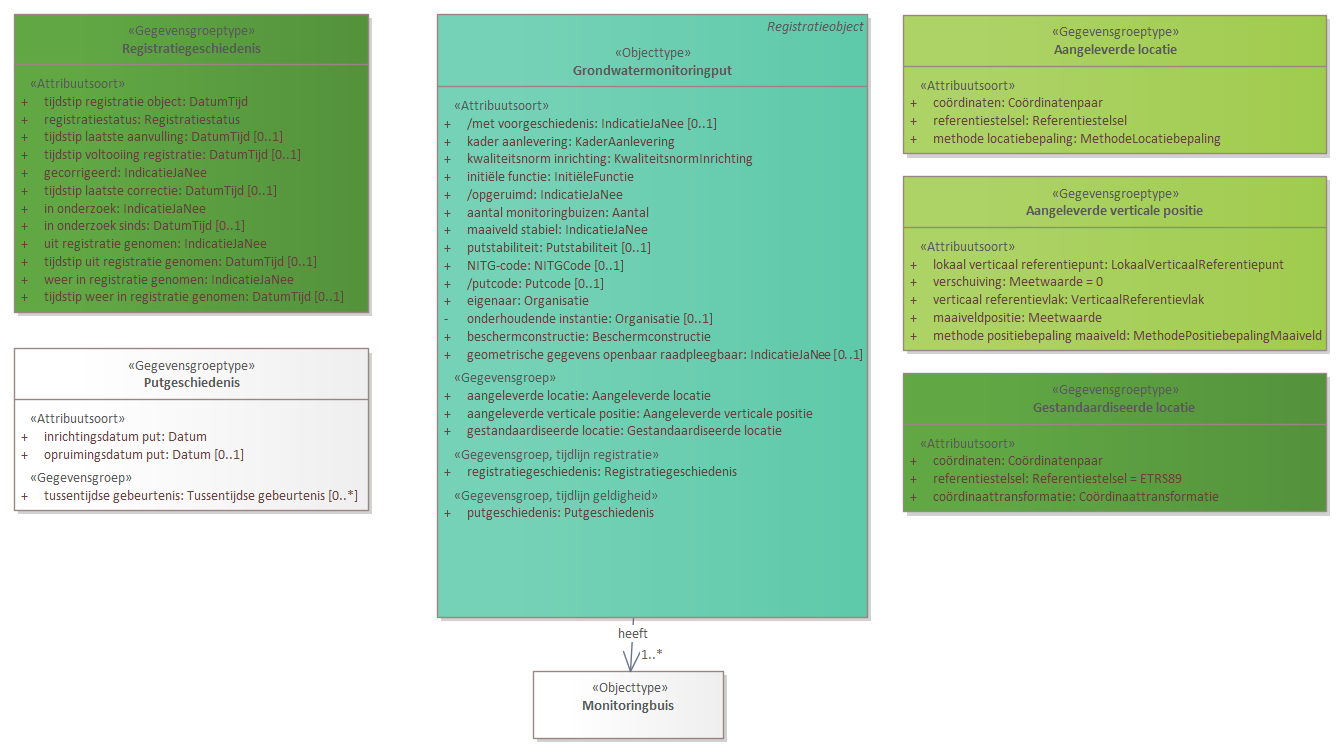 «Gegevensgroeptype»
Registratiegeschiedenis
«Attribuutsoort»
+ tijdstip registratie object: DatumTijd
+ registratiestatus: Registratiestatus
+ tijdstip laatste aanvulling: DatumTijd [0..1]
+ tijdstip voltooiing registratie: DatumTijd [0..1]
+ gecorrigeerd: IndicatieJaNee
+ tijdstip laatste correctie: DatumTijd [0..1]
+ in onderzoek: IndicatieJaNee
+ in onderzoek sinds: DatumTijd [0..1]
+ uit registratie genomen: IndicatieJaNee
+ tijdstip uit registratie genomen: DatumTijd [0..1]
+ weer in registratie genomen: IndicatieJaNee
+ tijdstip weer in registratie genomen: DatumTijd [0..1]
«Gegevensgroeptype»
Putgeschiedenis
«Attribuutsoort»
+ inrichtingsdatum put: Datum
+ opruimingsdatum put: Datum [0..1]
«Gegevensgroep»
+ tussentijdse gebeurtenis: Tussentijdse gebeurtenis [0..*]
Registratieobject
«Objecttype»
Grondwatermonitoringput
«Attribuutsoort»
+ /met voorgeschiedenis: IndicatieJaNee [0..1]
+ kader aanlevering: KaderAanlevering
+ kwaliteitsnorm inrichting: KwaliteitsnormInrichting
+ initiële functie: InitiëleFunctie
+ /opgeruimd: IndicatieJaNee
+ aantal monitoringbuizen: Aantal
+ maaiveld stabiel: IndicatieJaNee
+ putstabiliteit: Putstabiliteit [0..1]
+ NITG-code: NITGCode [0..1]
+ /putcode: Putcode [0..1]
+ eigenaar: Organisatie
- onderhoudende instantie: Organisatie [0..1]
+ beschermconstructie: Beschermconstructie
+ geometrische gegevens openbaar raadpleegbaar: IndicatieJaNee [0..1]
«Gegevensgroep»
+ aangeleverde locatie: Aangeleverde locatie
+ aangeleverde verticale positie: Aangeleverde verticale positie
+ gestandaardiseerde locatie: Gestandaardiseerde locatie
«Gegevensgroep, tijdlijn registratie»
+ registratiegeschiedenis: Registratiegeschiedenis
«Gegevensgroep, tijdlijn geldigheid»
+ putgeschiedenis: Putgeschiedenis
heeft
1..*
«Objecttype»
Monitoringbuis
«Gegevensgroeptype»
Aangeleverde locatie
«Attribuutsoort»
+ coördinaten: Coördinatenpaar
+ referentiestelsel: Referentiestelsel
+ methode locatiebepaling: MethodeLocatiebepaling
«Gegevensgroeptype»
Aangeleverde verticale positie
«Attribuutsoort»
+ lokaal verticaal referentiepunt: LokaalVerticaalReferentiepunt
+ verschuiving: Meetwaarde = 0
+ verticaal referentievlak: VerticaalReferentievlak
+ maaiveldpositie: Meetwaarde
+ methode positiebepaling maaiveld: MethodePositiebepalingMaaiveld
«Gegevensgroeptype»
Gestandaardiseerde locatie
«Attribuutsoort»
+ coördinaten: Coördinatenpaar
+ referentiestelsel: Referentiestelsel = ETRS89
+ coördinaattransformatie: Coördinaattransformatie